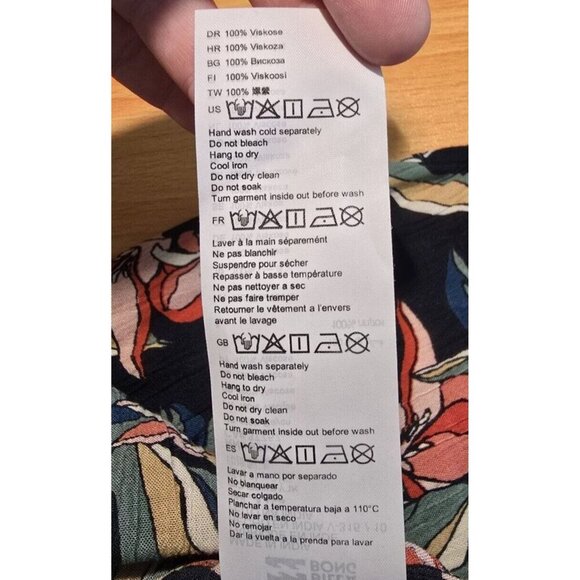 DR 100% Viskose
HR 100% Viskoza
BG 100% Вискоза
FI 100% Viskoosi
TW 100% 嫘縈
US
Hand wash cold separately
Do not bleach
Hang to dry
Cool iron
Do not dry clean
Do not soak
Turn garment inside out before wash
FR
Laver à la main séparemént
Ne pas blanchir
Suspendre pour sécher
Repasser à basse température
Ne pas nettoyer a sec
Ne pas faire tremper
Retourner le vêtement a l'envers
avant le lavage
GB
Hand wash separately
Do not bleach
Hang to dry
Cool iron
Do not dry clean
Do not soak
Turn garment inside out before wash
ES
Lavar a mano por separado
No blanquear
Secar colgado
Planchar a temperatura baja a 110°C
No lavar en seco
No remojar
Dar la vuelta a la prenda para lavar
MADE IN INDIA
BILLA
BONG